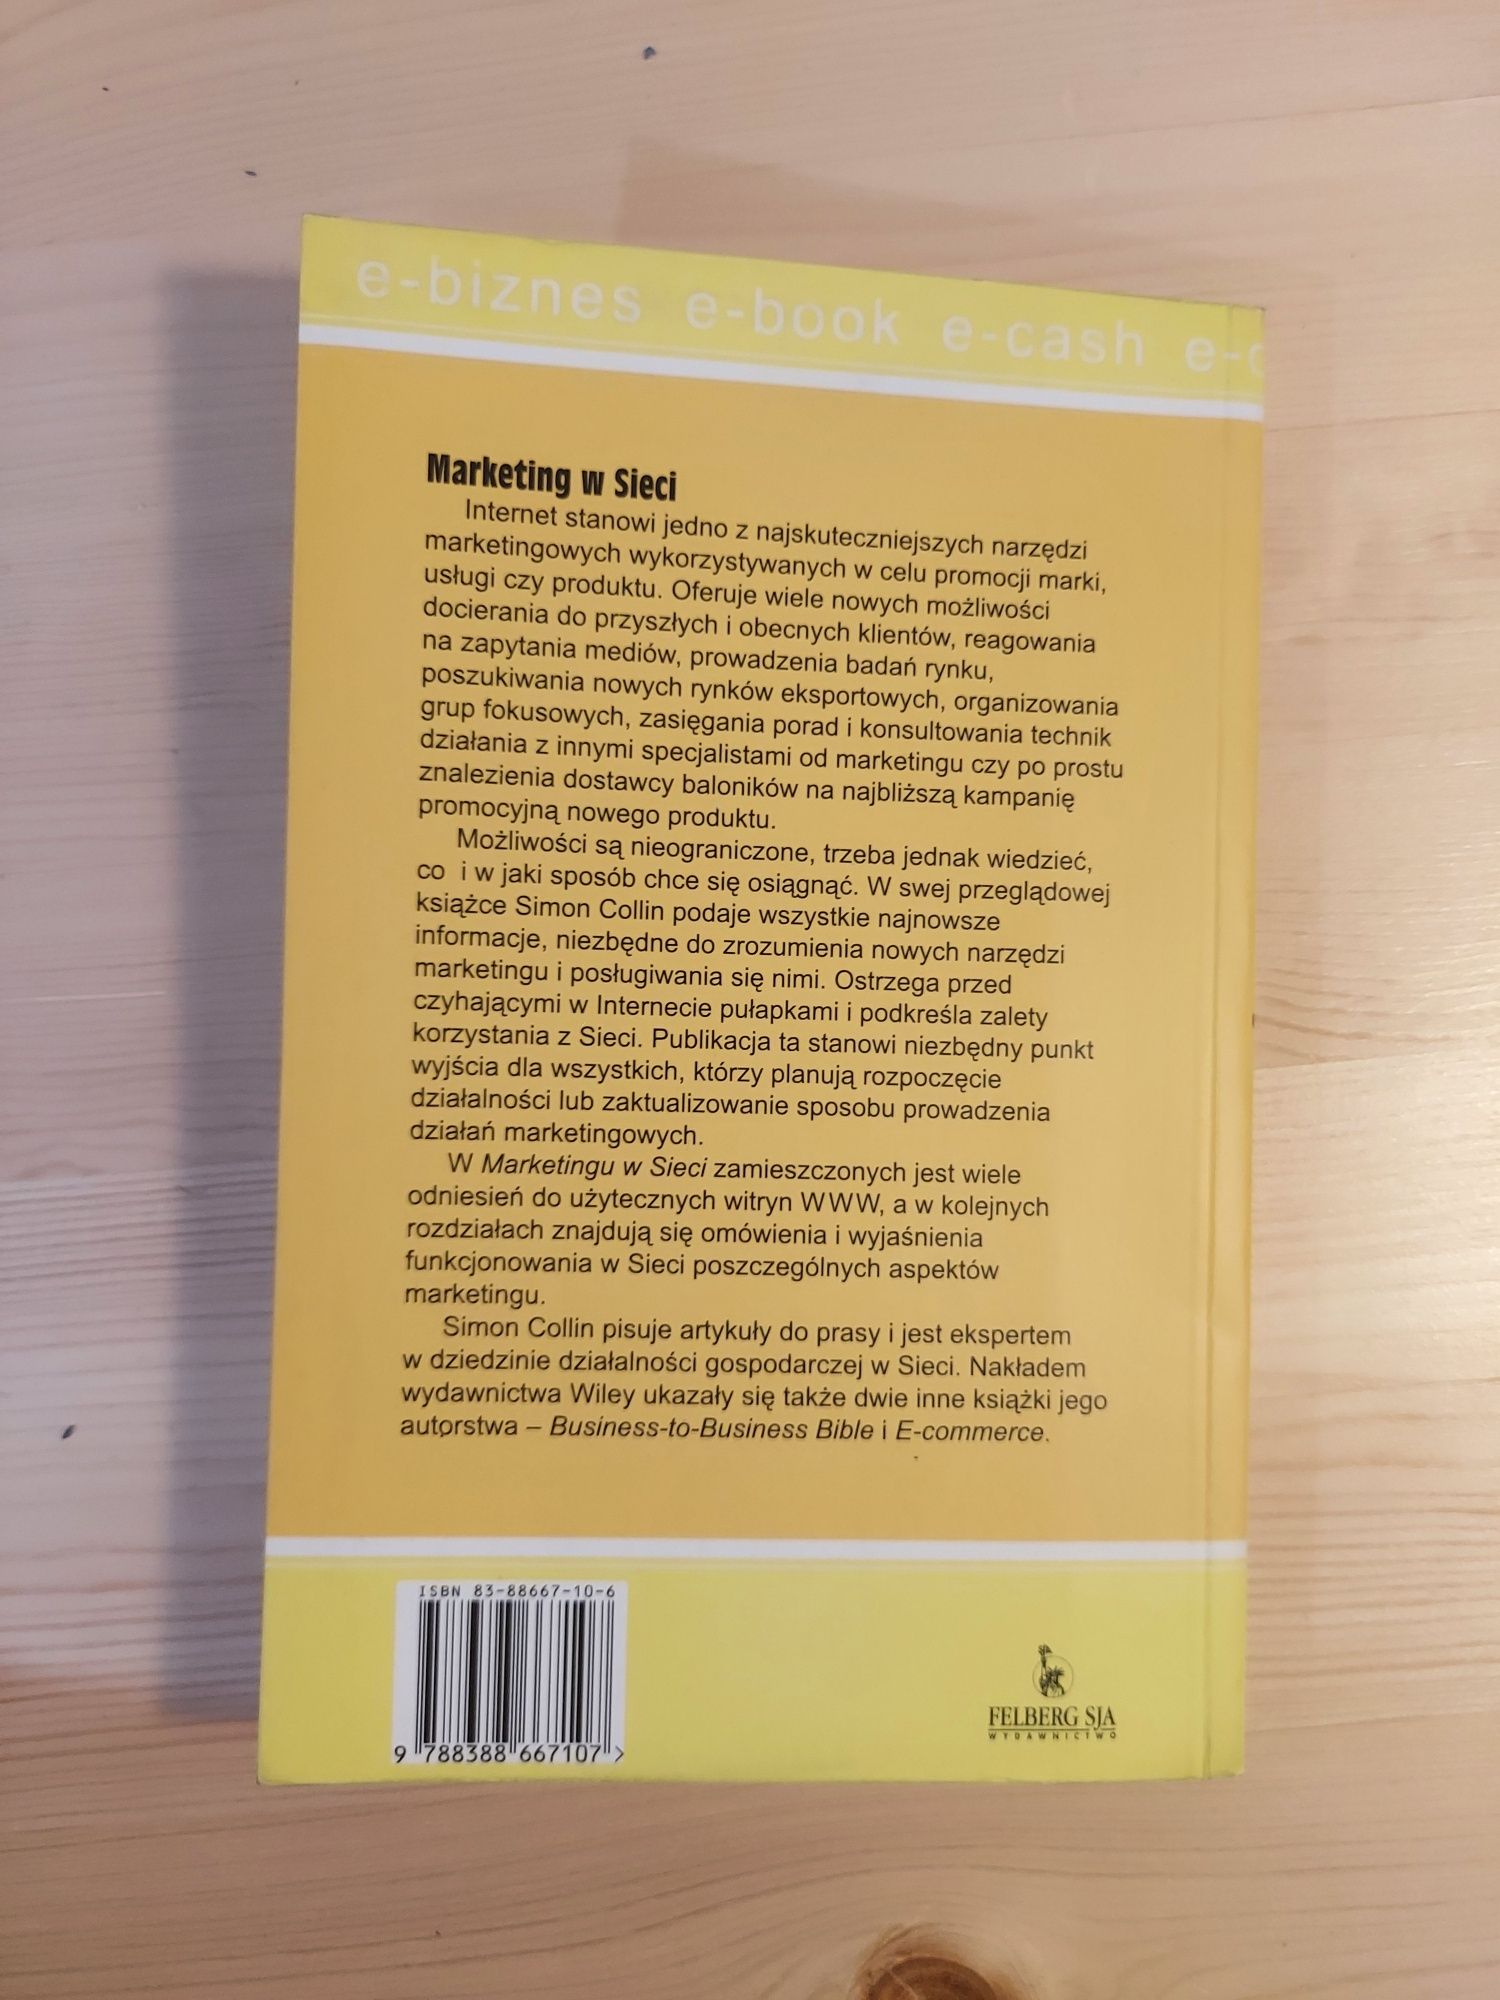 e-biznes e-book e-cash e-c
Marketing w Sieci
Internet stanowi jedno z najskuteczniejszych narzędzi
marketingowych wykorzystywanych w celu promocji marki,
usługi czy produktu. Oferuje wiele nowych możliwości
docierania do przyszłych i obecnych klientów, reagowania
na zapytania mediów, prowadzenia badań rynku,
poszukiwania nowych rynków eksportowych, organizowania
grup fokusowych, zasięgania porad i konsultowania technik
działania z innymi specjalistami od marketingu czy po prostu
znalezienia dostawcy baloników na najbliższą kampanię
promocyjną nowego produktu.
Możliwości są nieograniczone, trzeba jednak wiedzieć,
co i w jaki sposób chce się osiągnąć. W swej przeglądowej
książce Simon Collin podaje wszystkie najnowsze
informacje, niezbędne do zrozumienia nowych narzędzi
marketingu i posługiwania się nimi. Ostrzega przed
czyhającymi w Internecie pułapkami i podkreśla zalety
korzystania z Sieci. Publikacja ta stanowi niezbędny punkt
wyjścia dla wszystkich, którzy planują rozpoczęcie
działalności lub zaktualizowanie sposobu prowadzenia
działań marketingowych.
W Marketingu w Sieci zamieszczonych jest wiele
odniesień do użytecznych witryn WWW, a w kolejnych
rozdziałach znajdują się omówienia i wyjaśnienia
funkcjonowania w Sieci poszczególnych aspektów
marketingu.
Simon Collin pisuje artykuły do prasy i jest ekspertem
w dziedzinie działalności gospodarczej w Sieci. Nakładem
wydawnictwa Wiley ukazały się także dwie inne książki jego
autorstwa – Business-to-Business Bible i E-commerce.
ISBN 83-88667-10-6
9 788388 667107 >
FELBERG SJA
WYDAWNICTWO